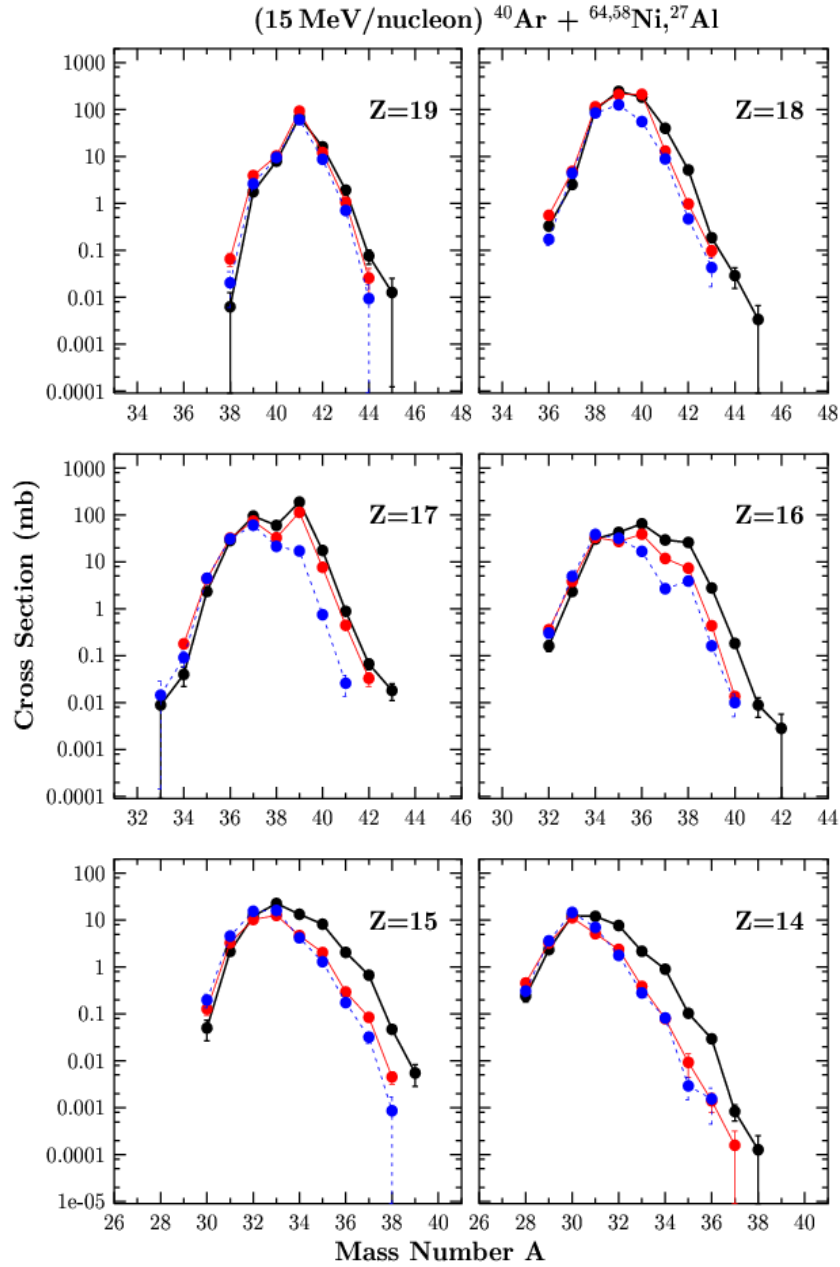 (15 MeV/nucleon) ⁴⁰Ar + ⁶⁴,⁵⁸Ni,²⁷Al
Cross Section (mb)
1000
100
10
1
0.1
0.01
0.0001
Z=19
34 36 38 40 42 44 46 48
Z=18
34 36 38 40 42 44 46 48
1000
100
10
1
0.1
0.01
0.001
0.0001
Z=17
32 34 36 38 40 42 44 46
Z=16
30 32 34 36 38 40 42 44
100
10
1
0.1
0.01
0.001
0.0001
1e-05
Z=15
26 28 30 32 34 36 38 40
Z=14
26 28 30 32 34 36 38 40
Mass Number A